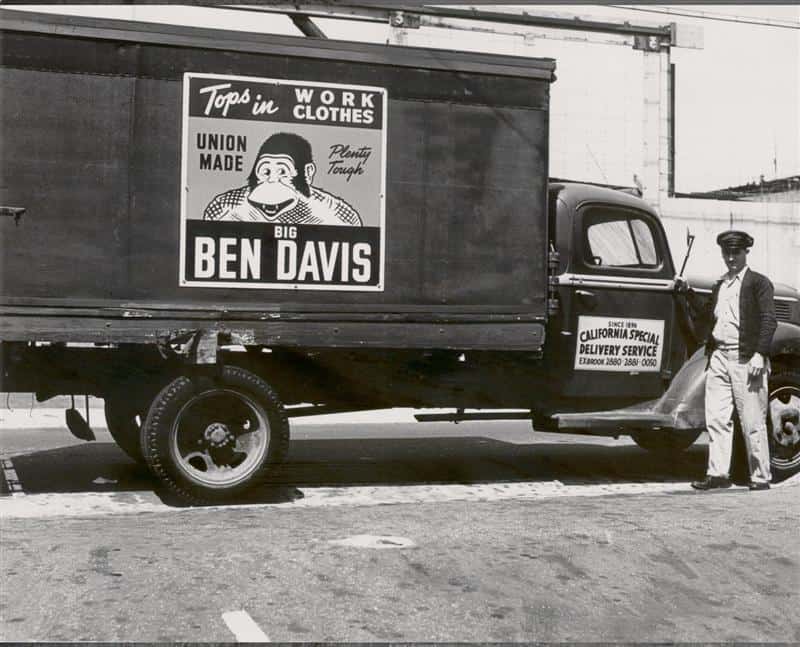 Tops in WORK CLOTHES
UNION MADE
Plenty Tough
BIG
BEN DAVIS
SINCE 1896
CALIFORNIA SPECIAL
DELIVERY SERVICE
EXBROOK 2880-2881-0050